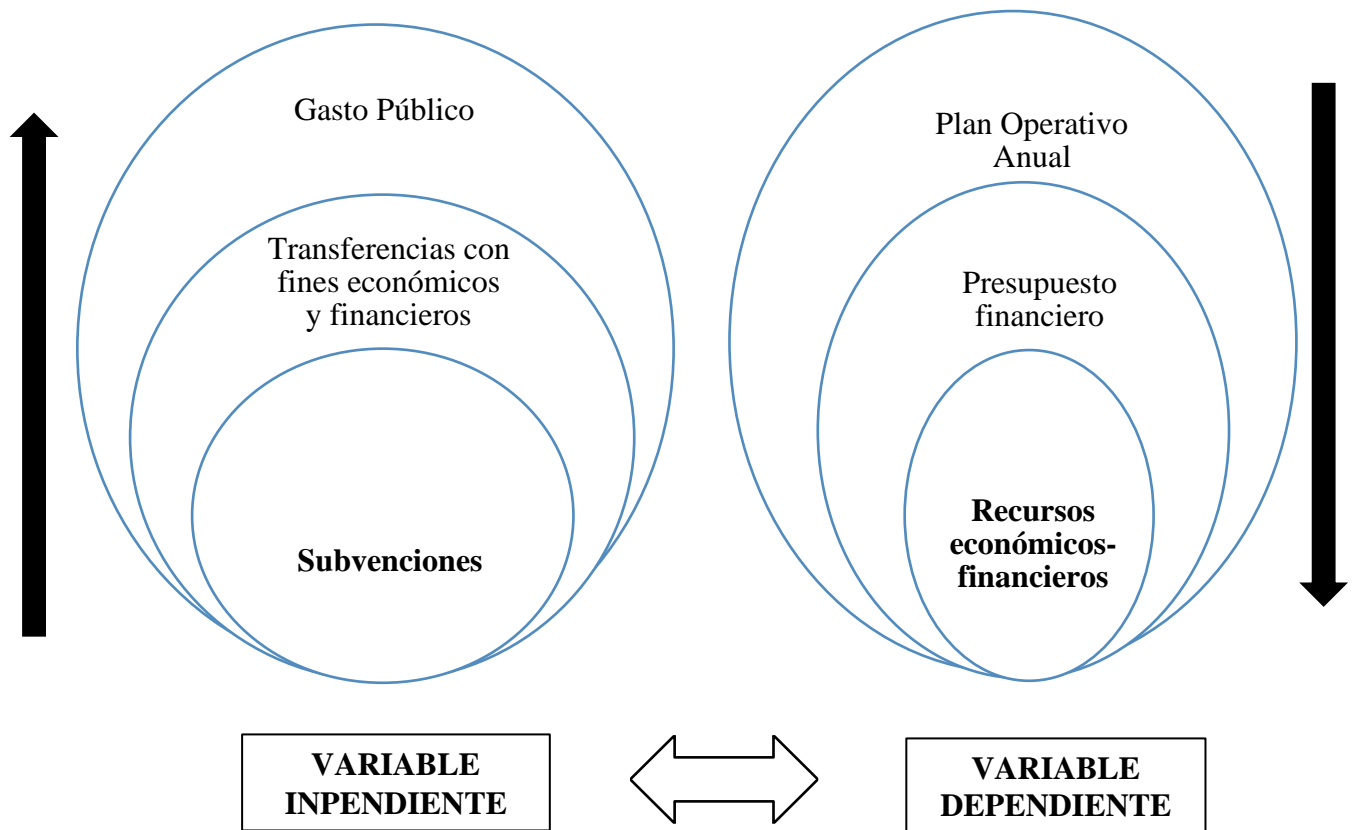 Gasto Público
Transferencias con
fines económicos
y financieros
Subvenciones
Plan Operativo
Anual
Presupuesto
financiero
Recursos
económicos-
financieros
VARIABLE
INPENDIENTE
VARIABLE
DEPENDIENTE